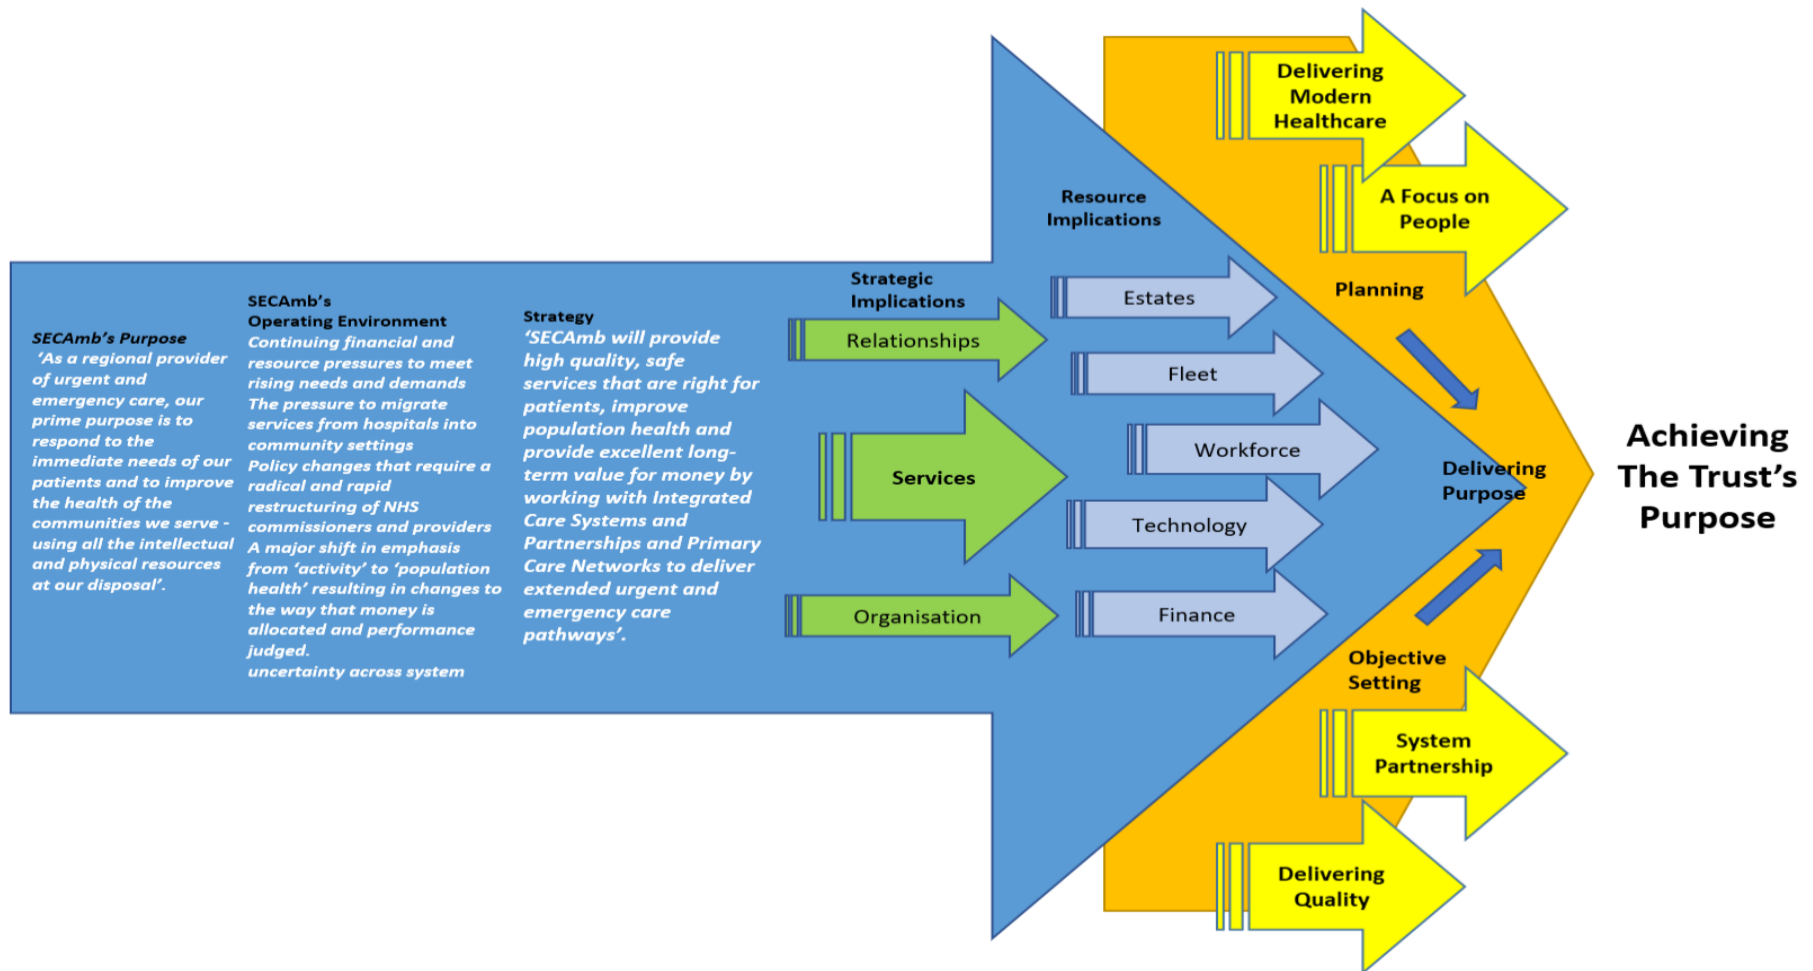 SECAmb's Purpose
'As a regional provider
of urgent and
emergency care, our
prime purpose is to
respond to the
immediate needs of our
patients and to improve
the health of the
communities we serve -
using all the intellectual
and physical resources
at our disposal'.
SECAmb's
Operating Environment
Continuing financial and
resource pressures to meet
rising needs and demands
The pressure to migrate
services from hospitals into
community settings
Policy changes that require a
radical and rapid
restructuring of NHS
commissioners and providers
A major shift in emphasis
from 'activity' to 'population
health' resulting in changes to
the way that money is
allocated and performance
judged.
uncertainty across system
Strategy
'SECAmb will provide
high quality, safe
services that are right for
patients, improve
population health and
provide excellent long-
term value for money by
working with Integrated
Care Systems and
Partnerships and Primary
Care Networks to deliver
extended urgent and
emergency care
pathways'.
Strategic
Implications
Relationships
Services
Organisation
Resource
Implications
Estates
Fleet
Workforce
Technology
Finance
Delivering
Modern
Healthcare
A Focus on
People
Planning
Delivering
Purpose
Objective
Setting
System
Partnership
Delivering
Quality
Achieving
The Trust's
Purpose